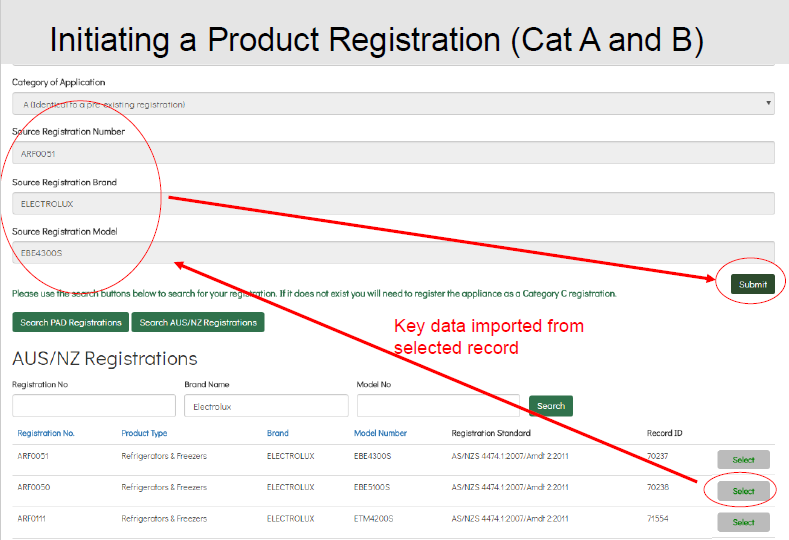 Initiating a Product Registration (Cat A and B)
Category of Application
A (Identical to a pre-existing registration)
Source Registration Number
ARF0051
Source Registration Brand
ELECTROLUX
Source Registration Model
EBE4300S
Submit
Please use the search buttons below to search for your registration. If it does not exist you will need to register the appliance as a Category C registration.
Search PAD Registrations Search AUS/NZ Registrations
Key data imported from
selected record
AUS/NZ Registrations
Registration No Brand Name Model No
Electrolux Search
Registration No. Product Type Brand Model Number Registration Standard Record ID
ARF0051 Refrigerators & Freezers ELECTROLUX EBE4300S AS/NZS 4474.1:2007/Amdt 2:2011 70237 Select
ARF0050 Refrigerators & Freezers ELECTROLUX EBE5100S AS/NZS 4474.1:2007/Amdt 2:2011 70238 Select
ARF0111 Refrigerators & Freezers ELECTROLUX ETM4200S AS/NZS 4474.1:2007/Amdt 2:2011 71554 Select